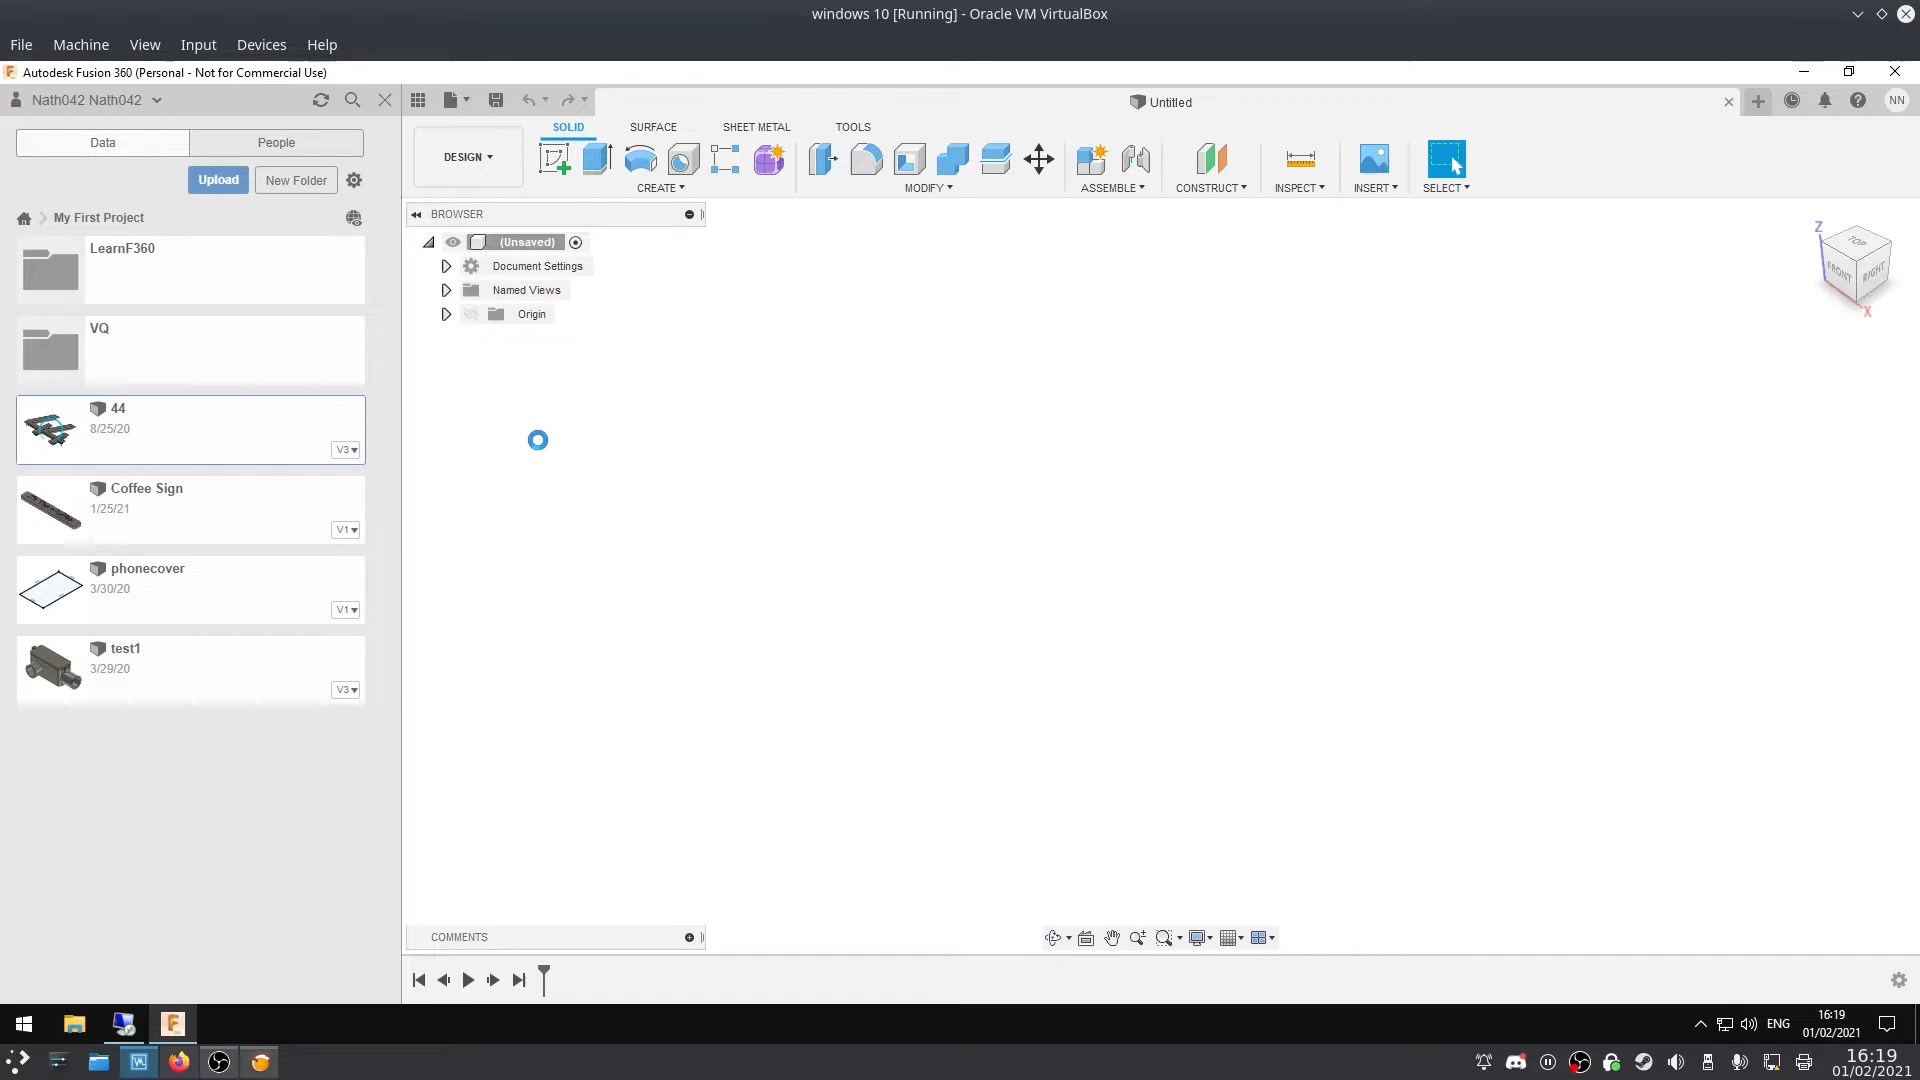 windows 10 [Running] - Oracle VM VirtualBox
File Machine View Input Devices Help
Autodesk Fusion 360 (Personal - Not for Commercial Use)
Nath042 Nath042
Untitled
NN
Data People
Upload New Folder
My First Project
LearnF360
VQ
44
8/25/20
V3
Coffee Sign
1/25/21
V1
phonecover
3/30/20
V1
test1
3/29/20
V3
SOLID SURFACE SHEET METAL TOOLS
DESIGN
CREATE MODIFY ASSEMBLE CONSTRUCT INSPECT INSERT SELECT
BROWSER
(Unsaved)
Document Settings
Named Views
Origin
Z
TOP
FRONT
RIGHT
X
COMMENTS
ENG
16:19
01/02/2021
16:19
01/02/2021